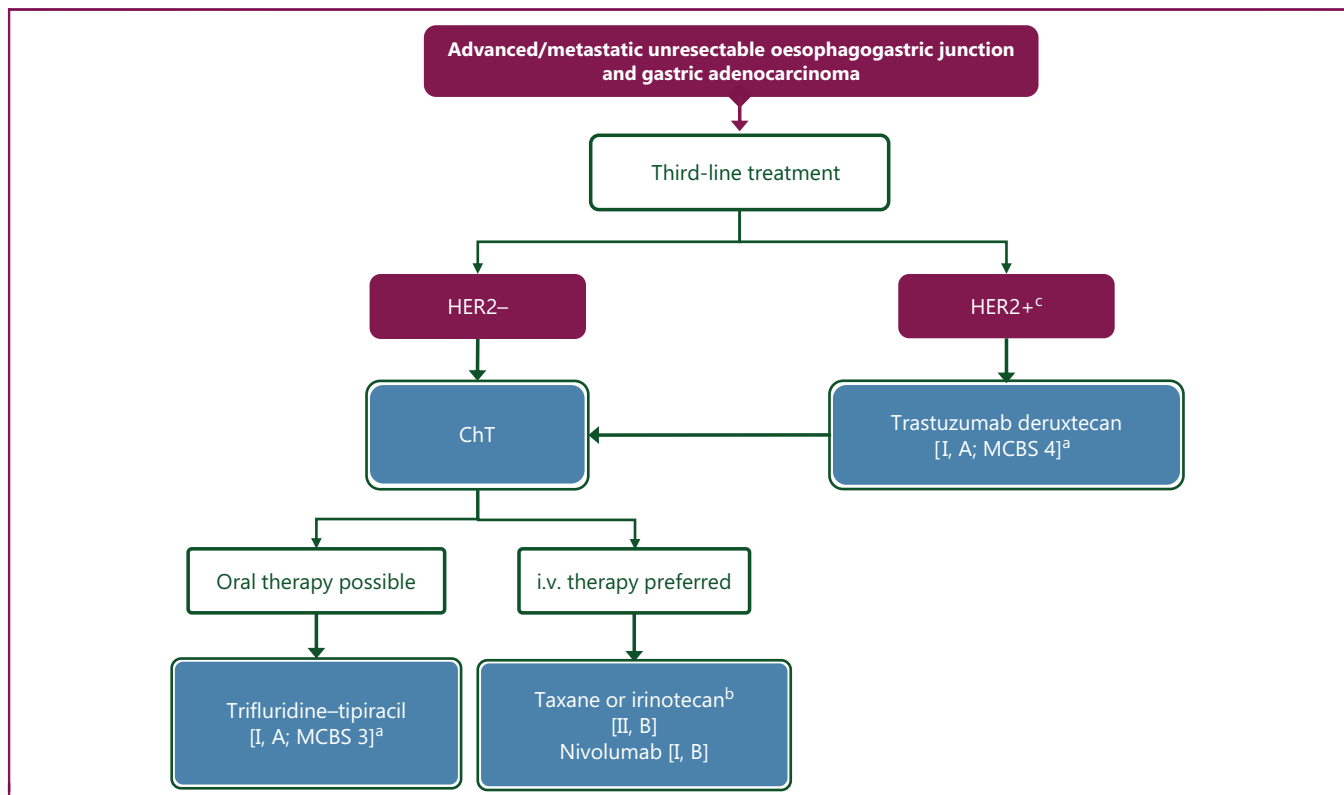 Advanced/metastatic unresectable oesophagogastric junction
and gastric adenocarcinoma
Third-line treatment
HER2–
HER2+c
ChT
Trastuzumab deruxtecan
[I, A; MCBS 4]a
Oral therapy possible
i.v. therapy preferred
Trifluridine–tipiracil
[I, A; MCBS 3]a
Taxane or irinotecanb
[II, B]
Nivolumab [I, B]